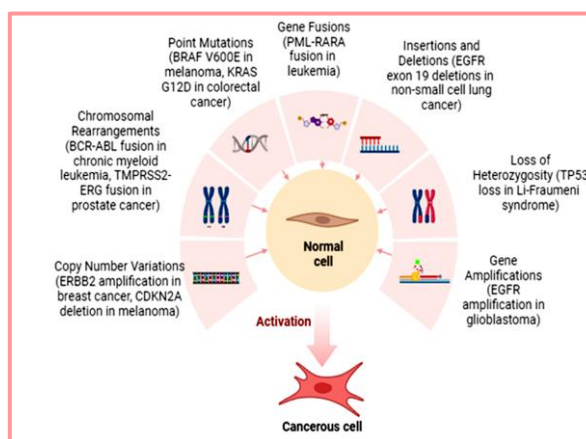 Copy Number Variations
(ERBB2 amplification in
breast cancer, CDKN2A
deletion in melanoma)
Chromosomal
Rearrangements
(BCR-ABL fusion in
chronic myeloid
leukemia, TMPRSS2-
ERG fusion in
prostate cancer)
Point Mutations
(BRAF V600E in
melanoma, KRAS
G12D in colorectal
cancer)
Gene Fusions
(PML-RARA
fusion in
leukemia)
Insertions and
Deletions (EGFR
exon 19 deletions in
non-small cell lung
cancer)
Loss of
Heterozygosity (TP53
loss in Li-Fraumeni
syndrome)
Gene
Amplifications
(EGFR
amplification in
glioblastoma)
Normal
cell
Activation
Cancerous cell